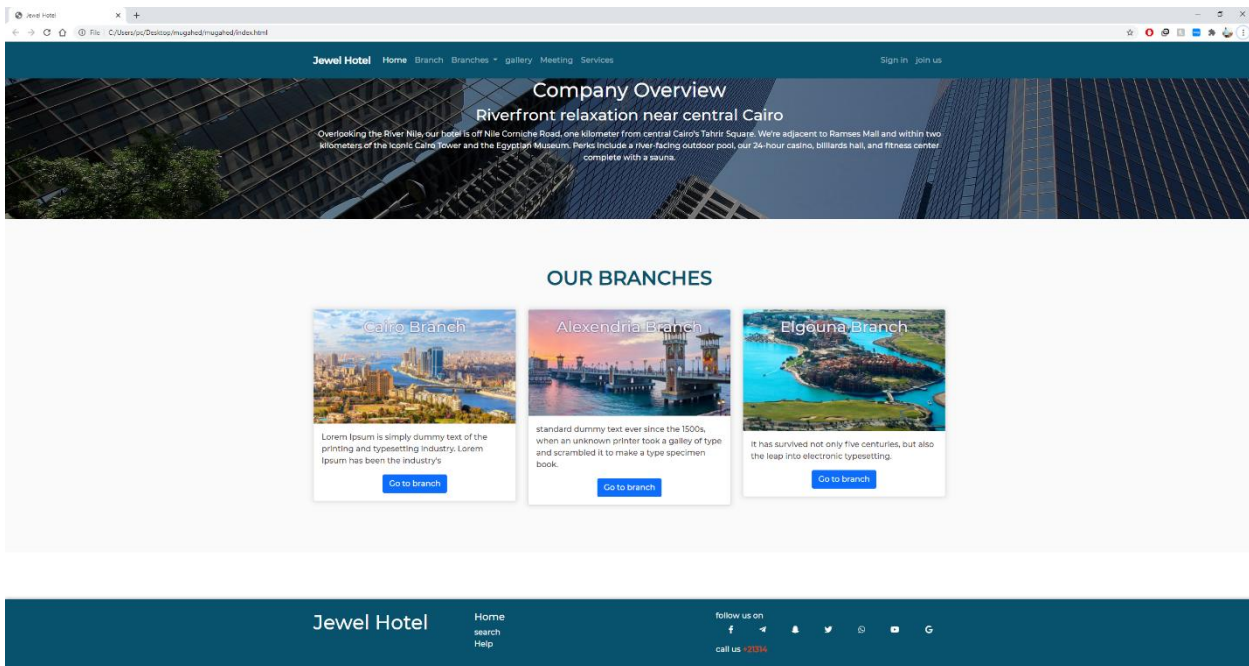 Jewel Hotel
File C:/Users/pc/Desktop/mugahed/mugahed/index.html
Jewel Hotel Home Branch Branches gallery Meeting Services Sign in join us
Company Overview
Riverfront relaxation near central Cairo
Overlooking the River Nile, our hotel is off Nile Corniche Road, one kilometer from central Cairo's Tahrir Square. We're adjacent to Ramses Mall and within two
kilometers of the iconic Cairo Tower and the Egyptian Museum. Perks include a river-facing outdoor pool, our 24-hour casino, billiards hall, and fitness center
complete with a sauna.
OUR BRANCHES
Cairo Branch
Lorem Ipsum is simply dummy text of the
printing and typesetting industry. Lorem
Ipsum has been the industry's
Go to branch
Alexendria Branch
standard dummy text ever since the 1500s,
when an unknown printer took a galley of type
and scrambled it to make a type specimen
book.
Go to branch
Elgouna Branch
It has survived not only five centuries, but also
the leap into electronic typesetting.
Go to branch
Jewel Hotel
Home
search
Help
follow us on
call us +21314